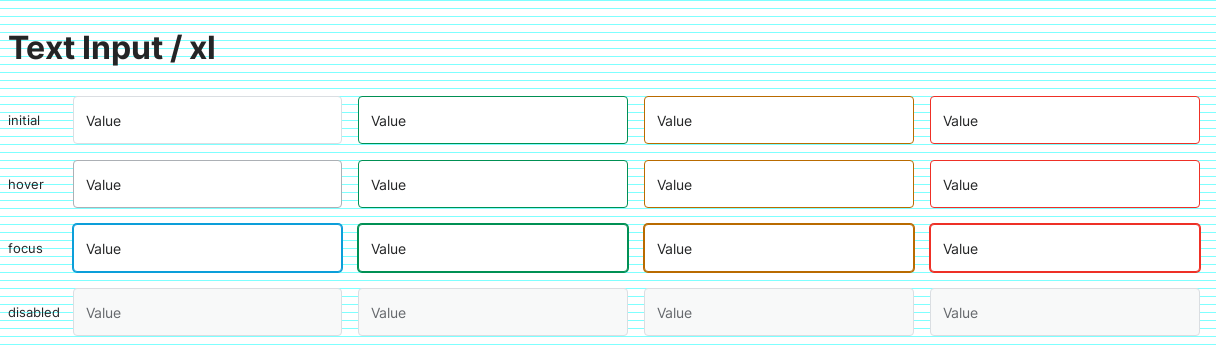 Text Input / xl
initial Value Value Value Value
hover Value Value Value Value
focus Value Value Value Value
disabled Value Value Value Value